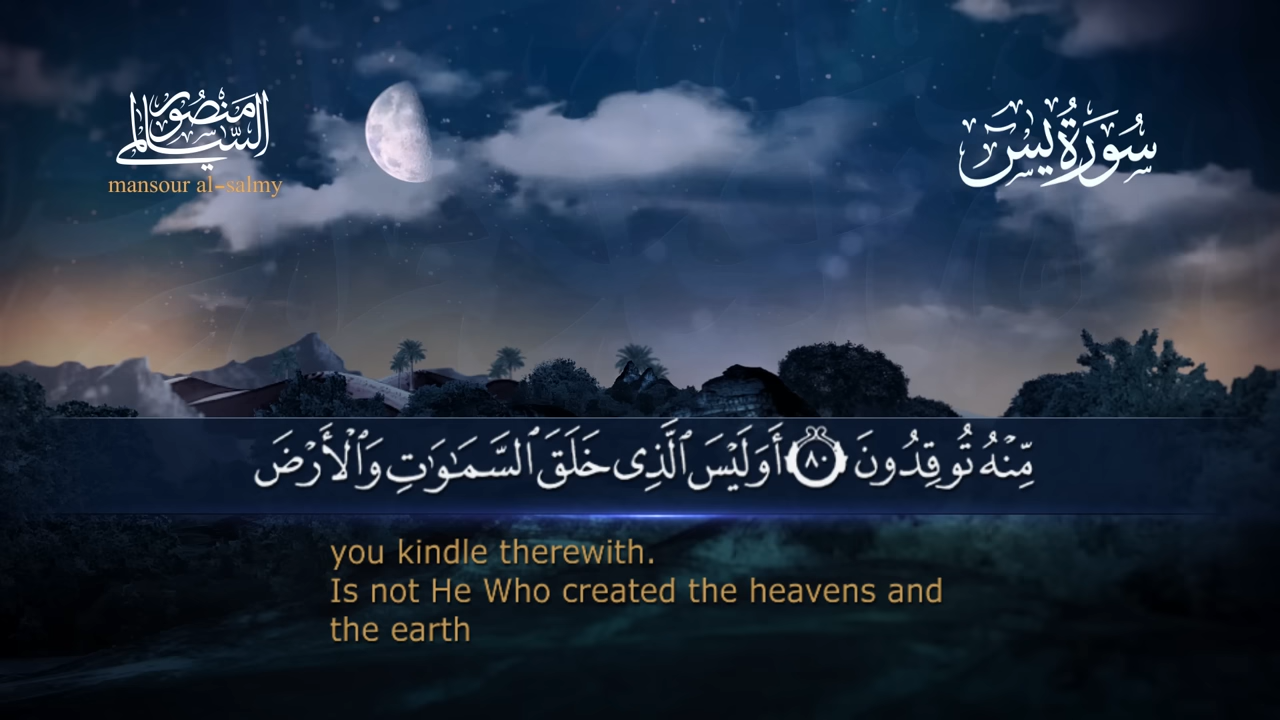 منصور السالمي
mansour al-salmy
سُورَةُ يسٓ
مِّنْهُ تُوقِدُونَ ٨٠ أَوَلَيْسَ ٱلَّذِى خَلَقَ ٱلسَّمَٰوَٰتِ وَٱلْأَرْضَ
you kindle therewith.
Is not He Who created the heavens and
the earth